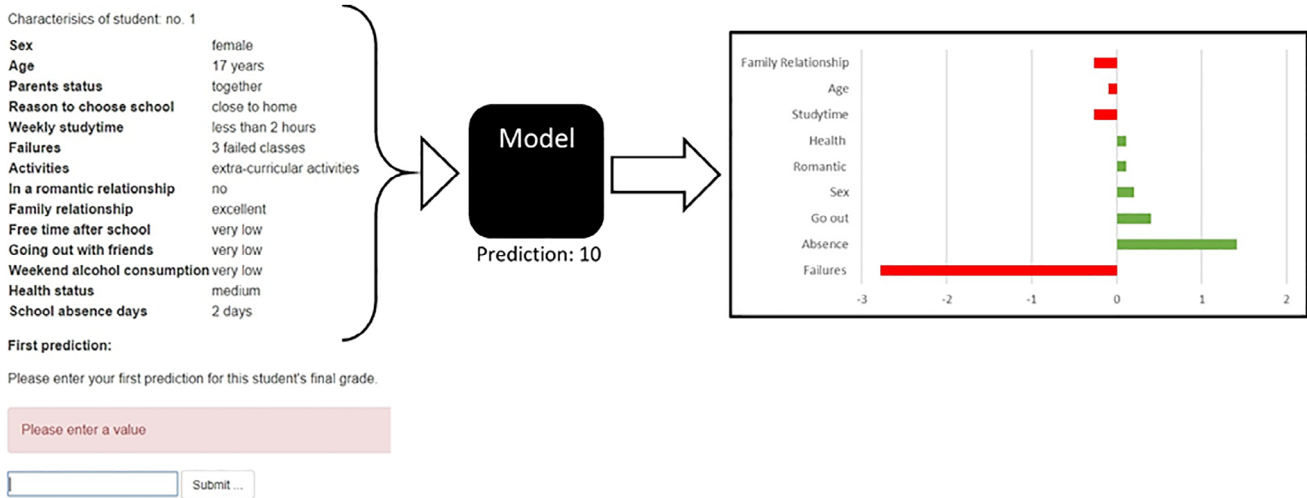 Characterisics of student: no. 1
Sex female
Age 17 years
Parents status together
Reason to choose school close to home
Weekly studytime less than 2 hours
Failures 3 failed classes
Activities extra-curricular activities
In a romantic relationship no
Family relationship excellent
Free time after school very low
Going out with friends very low
Weekend alcohol consumption very low
Health status medium
School absence days 2 days
First prediction:
Please enter your first prediction for this student's final grade.
Please enter a value
Submit ...
Model
Prediction: 10
Family Relationship
Age
Studytime
Health
Romantic
Sex
Go out
Absence
Failures
-3 -2 -1 0 1 2